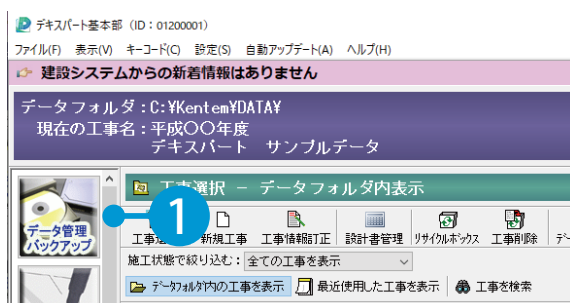 デキスパート基本部（ID：01200001）
ファイル(F) 表示(V) キーコード(C) 設定(S) 自動アップデート(A) ヘルプ(H)
建設システムからの新着情報はありません
データフォルダ：C:¥Kentem¥DATA¥
現在の工事名：平成〇〇年度
デキスパート サンプルデータ
工事選択 － データフォルダ内表示
データ管理
バックアップ
1
新規工事 工事情報訂正 設計書管理 リサイクルボックス 工事削除
施工状態で絞り込む：全ての工事を表示
データフォルダ内の工事を表示 最近使用した工事を表示 工事を検索